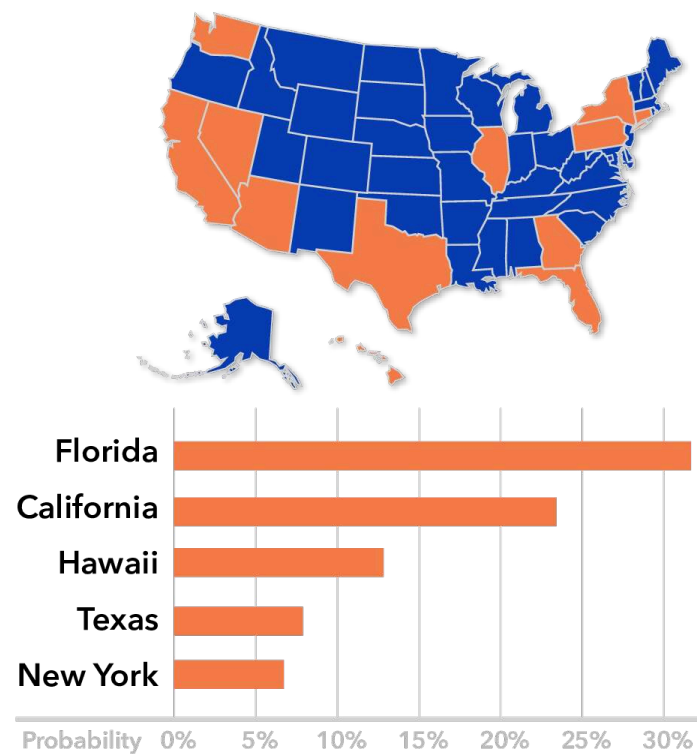 Florida
California
Hawaii
Texas
New York
Probability 0% 5% 10% 15% 20% 25% 30%